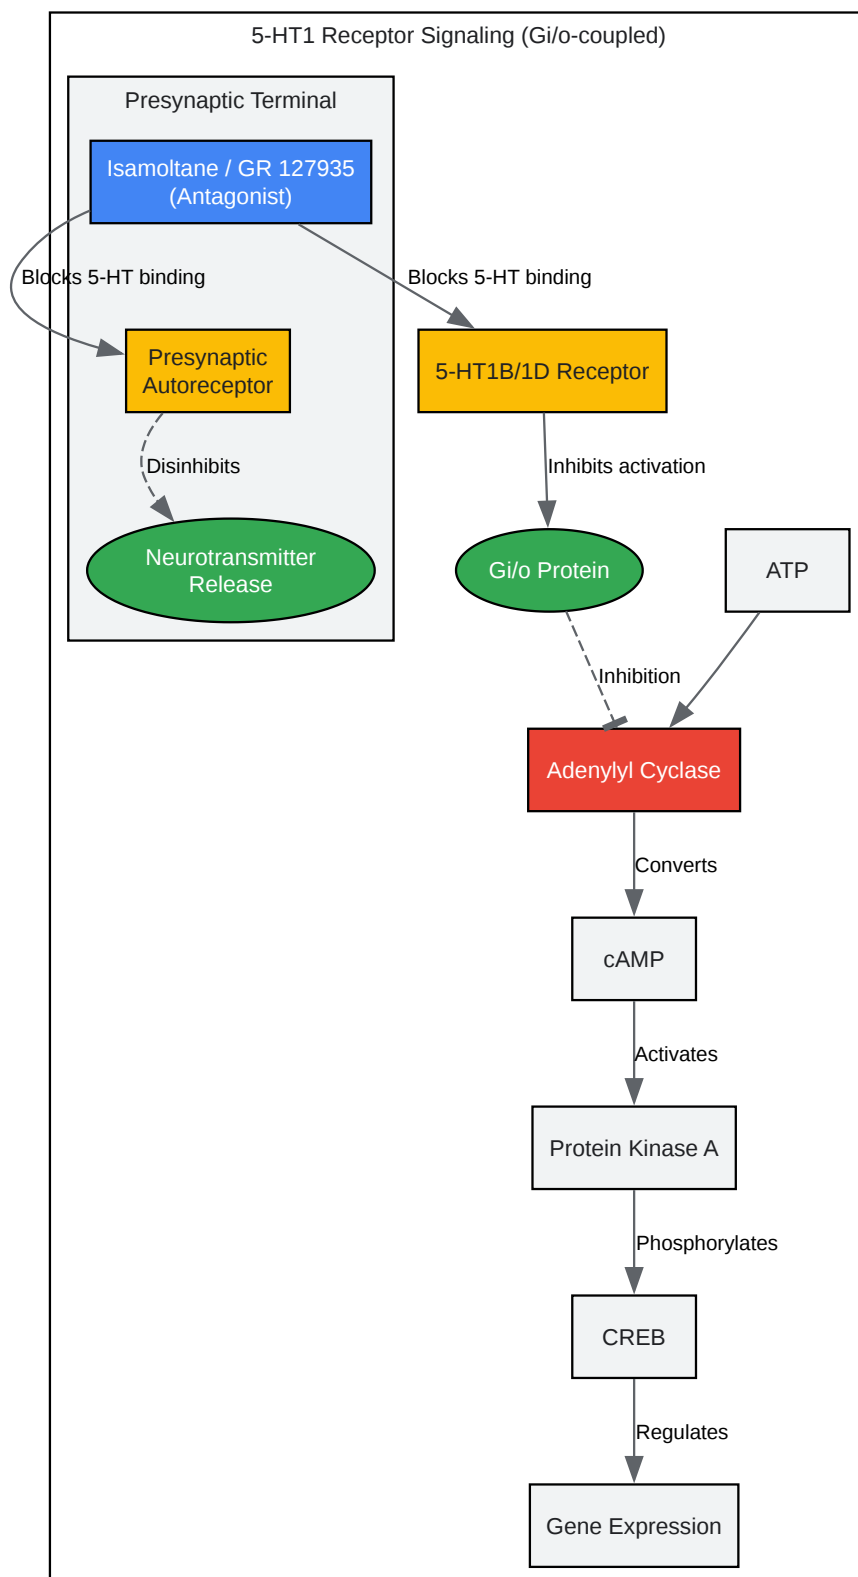 5-HT1 Receptor Signaling (Gi/o-coupled)
Presynaptic Terminal
Isamoltane / GR 127935
(Antagonist)
Blocks 5-HT binding
Blocks 5-HT binding
Presynaptic
Autoreceptor
5-HT1B/1D Receptor
Disinhibits
Inhibits activation
Neurotransmitter
Release
Gi/o Protein
ATP
Inhibition
Adenylyl Cyclase
Converts
cAMP
Activates
Protein Kinase A
Phosphorylates
CREB
Regulates
Gene Expression